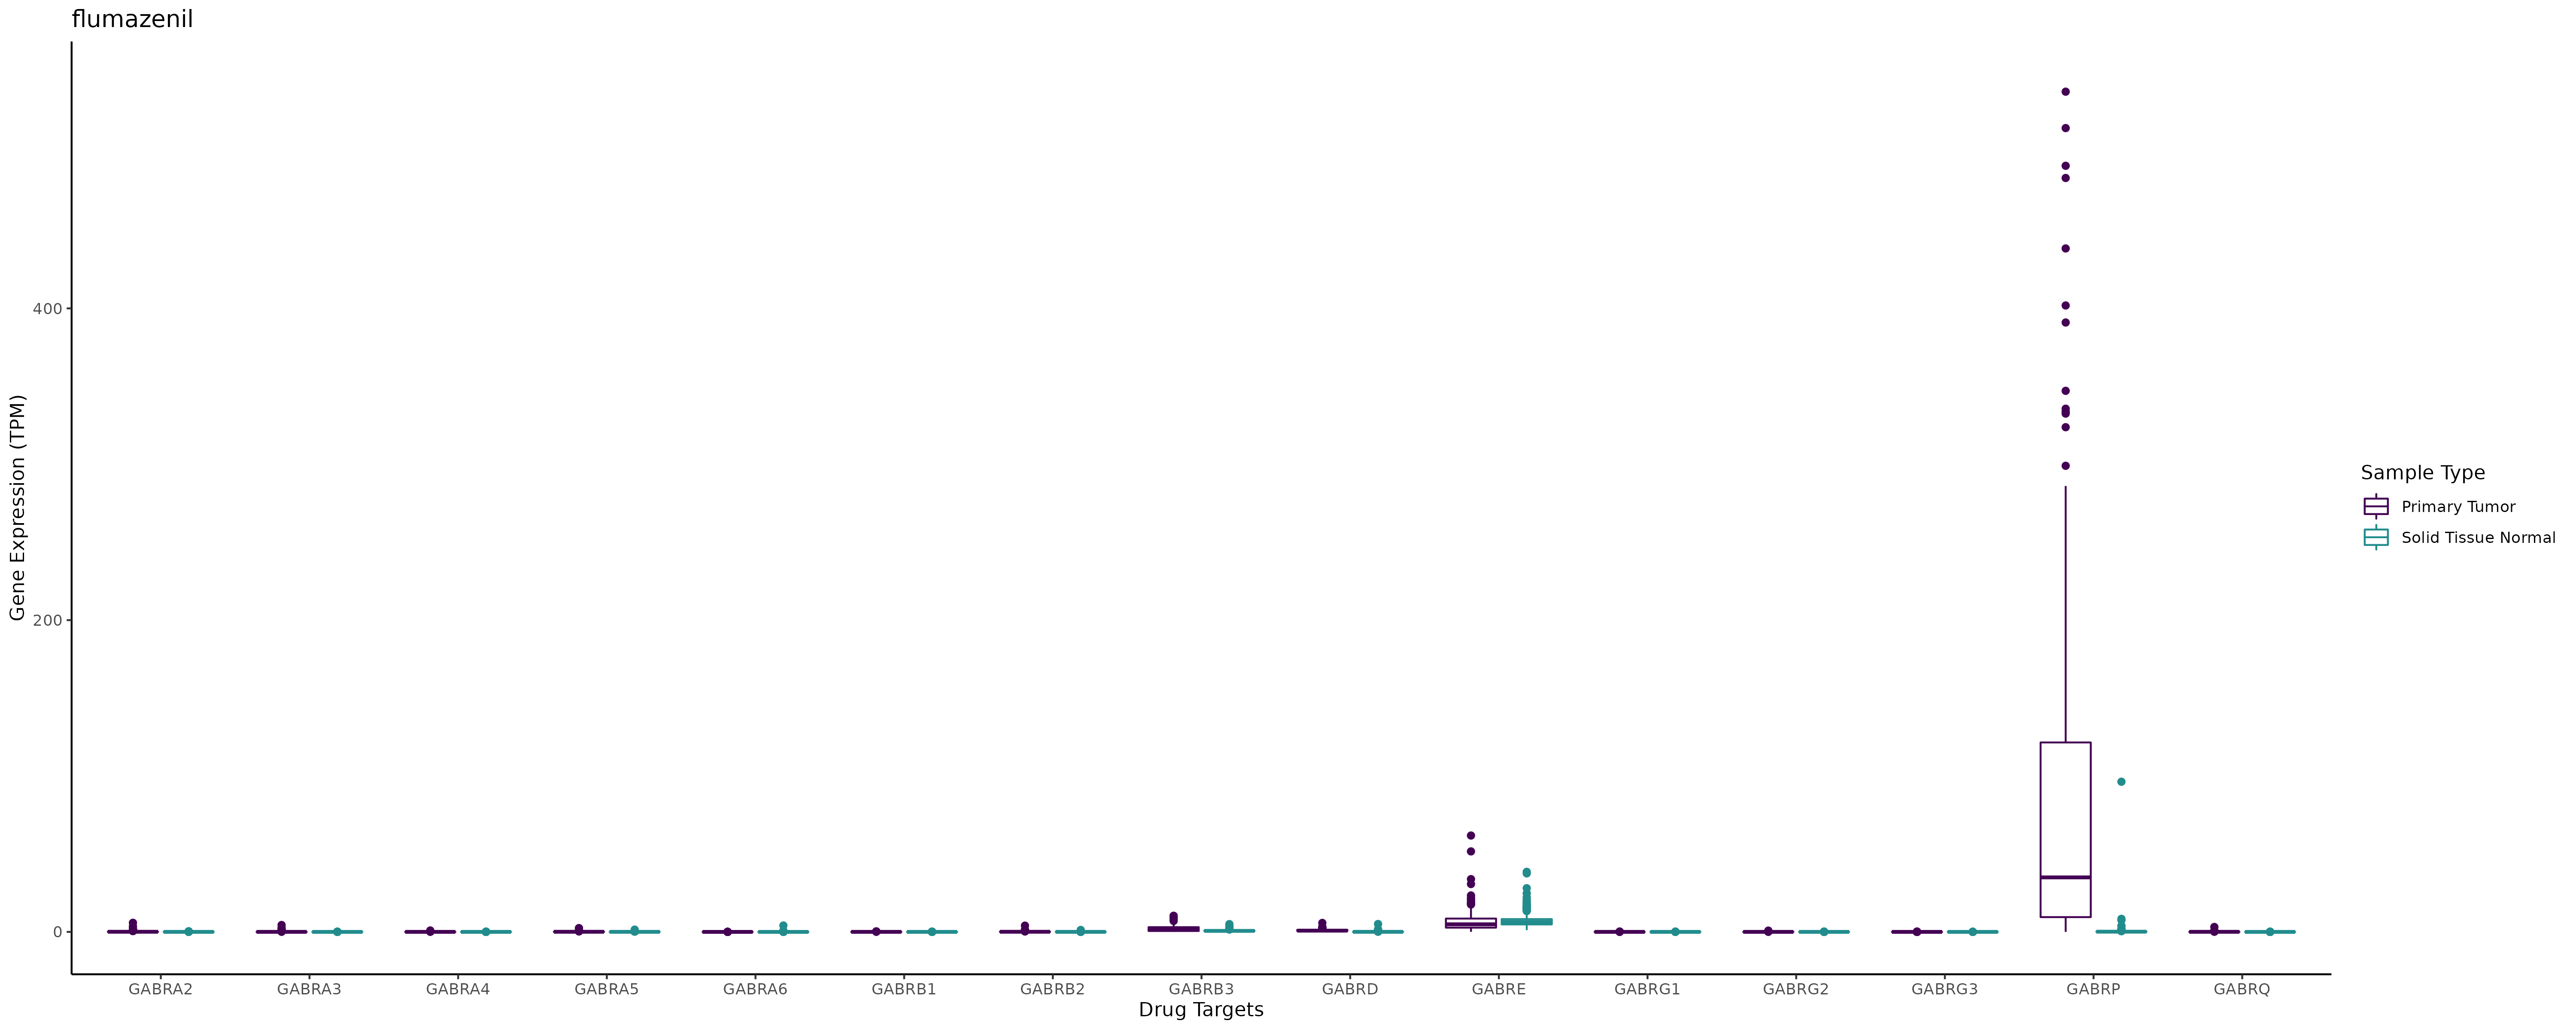 flumazenil
Gene Expression (TPM)
400
200
0
GABRA2 GABRA3 GABRA4 GABRA5 GABRA6 GABRB1 GABRB2 GABRB3 GABRD GABRE GABRG1 GABRG2 GABRG3 GABRP GABRQ
Drug Targets
Sample Type
Primary Tumor
Solid Tissue Normal